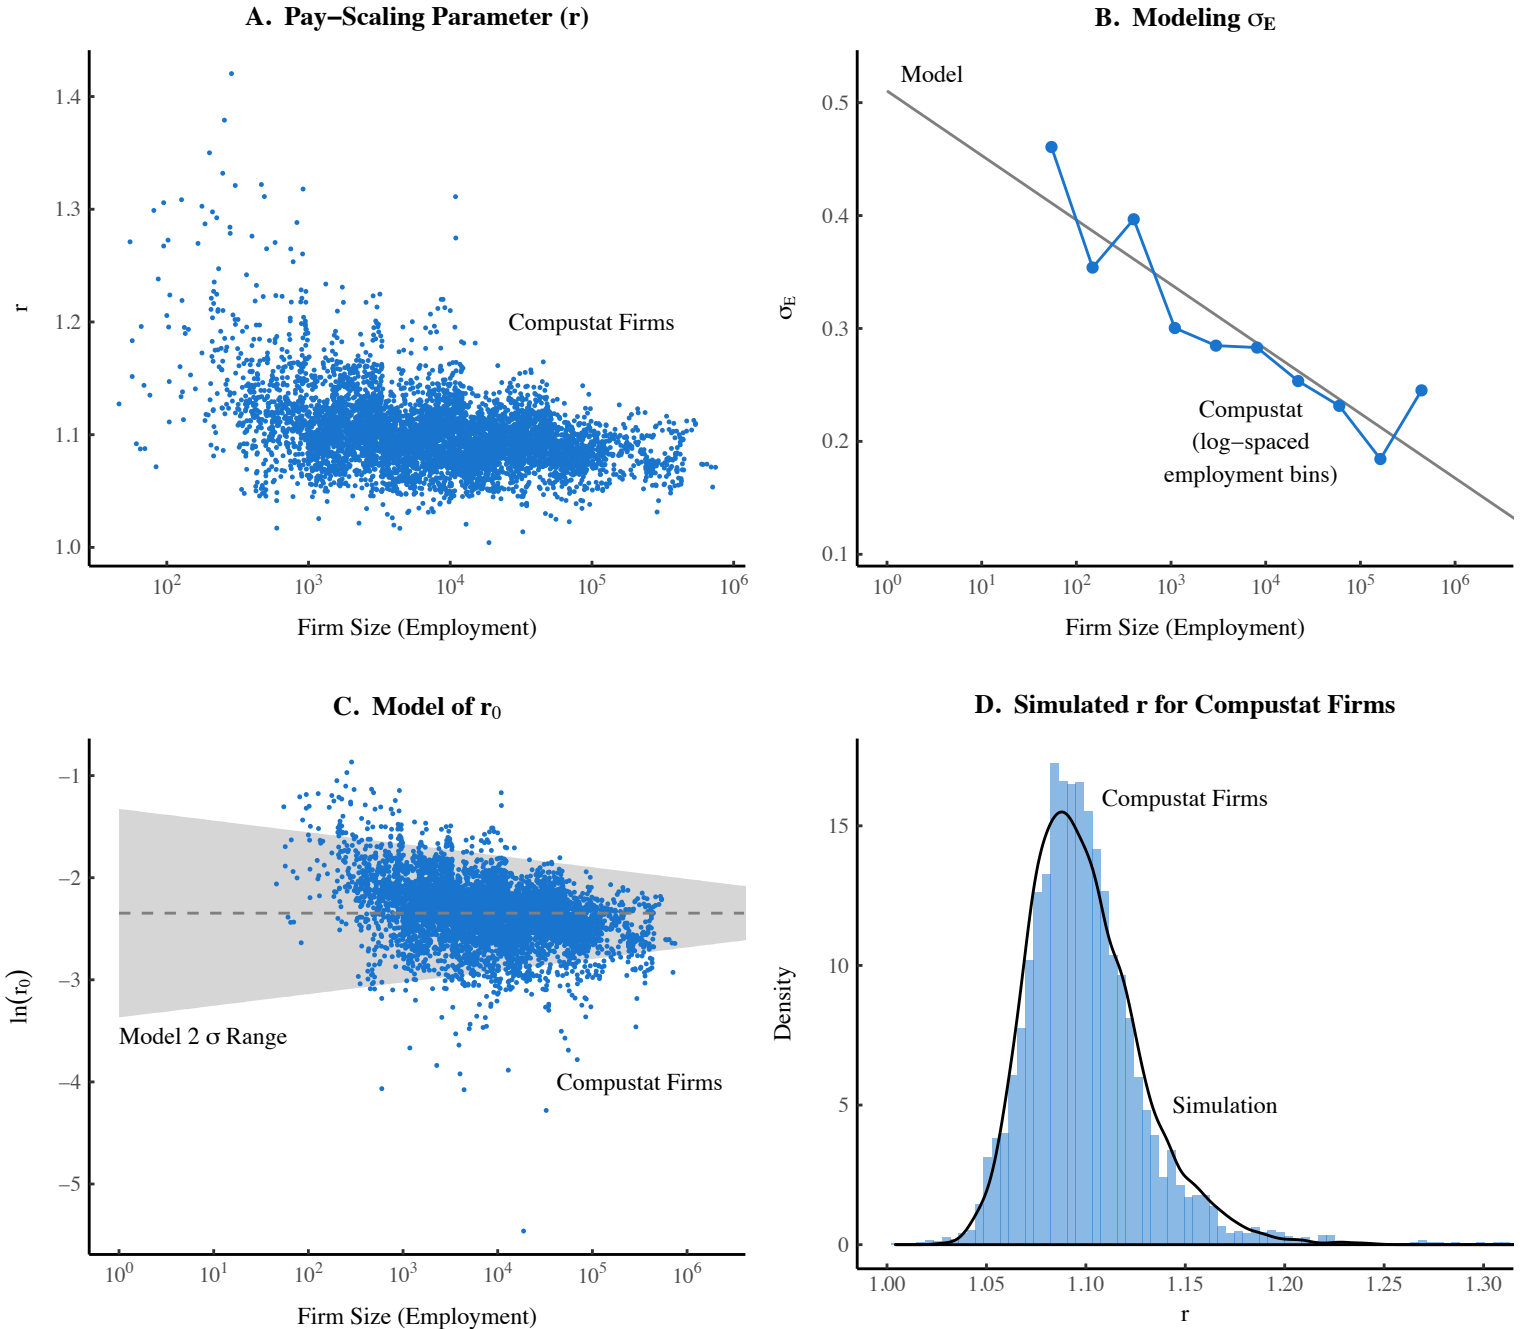 A. Pay−Scaling Parameter (r)
1.4
1.3
1.2
1.1
1.0
r
Compustat Firms
10² 10³ 10⁴ 10⁵ 10⁶
Firm Size (Employment)
B. Modeling σE
Model
0.5
0.4
0.3
0.2
0.1
σE
Compustat
(log−spaced
employment bins)
10⁰ 10¹ 10² 10³ 10⁴ 10⁵ 10⁶
Firm Size (Employment)
C. Model of r₀
−1
−2
−3
−4
−5
ln(r₀)
Model 2 σ Range
Compustat Firms
10⁰ 10¹ 10² 10³ 10⁴ 10⁵ 10⁶
Firm Size (Employment)
D. Simulated r for Compustat Firms
15
10
5
0
Density
Compustat Firms
Simulation
1.00 1.05 1.10 1.15 1.20 1.25 1.30
r